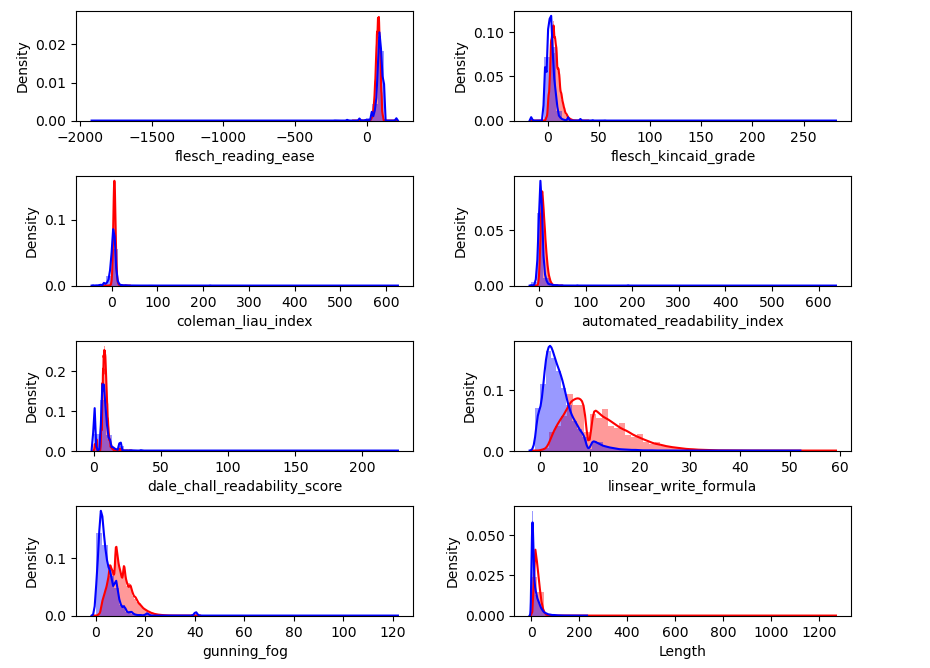 Density
0.02
0.01
0.00
−2000 −1500 −1000 −500 0
flesch_reading_ease
Density
0.10
0.05
0.00
0 50 100 150 200 250
flesch_kincaid_grade
Density
0.1
0.0
0 100 200 300 400 500 600
coleman_liau_index
Density
0.05
0.00
0 100 200 300 400 500 600
automated_readability_index
Density
0.2
0.1
0.0
0 50 100 150 200
dale_chall_readability_score
Density
0.1
0.0
0 10 20 30 40 50 60
linsear_write_formula
Density
0.1
0.0
0 20 40 60 80 100 120
gunning_fog
Density
0.050
0.025
0.000
0 200 400 600 800 1000 1200
Length